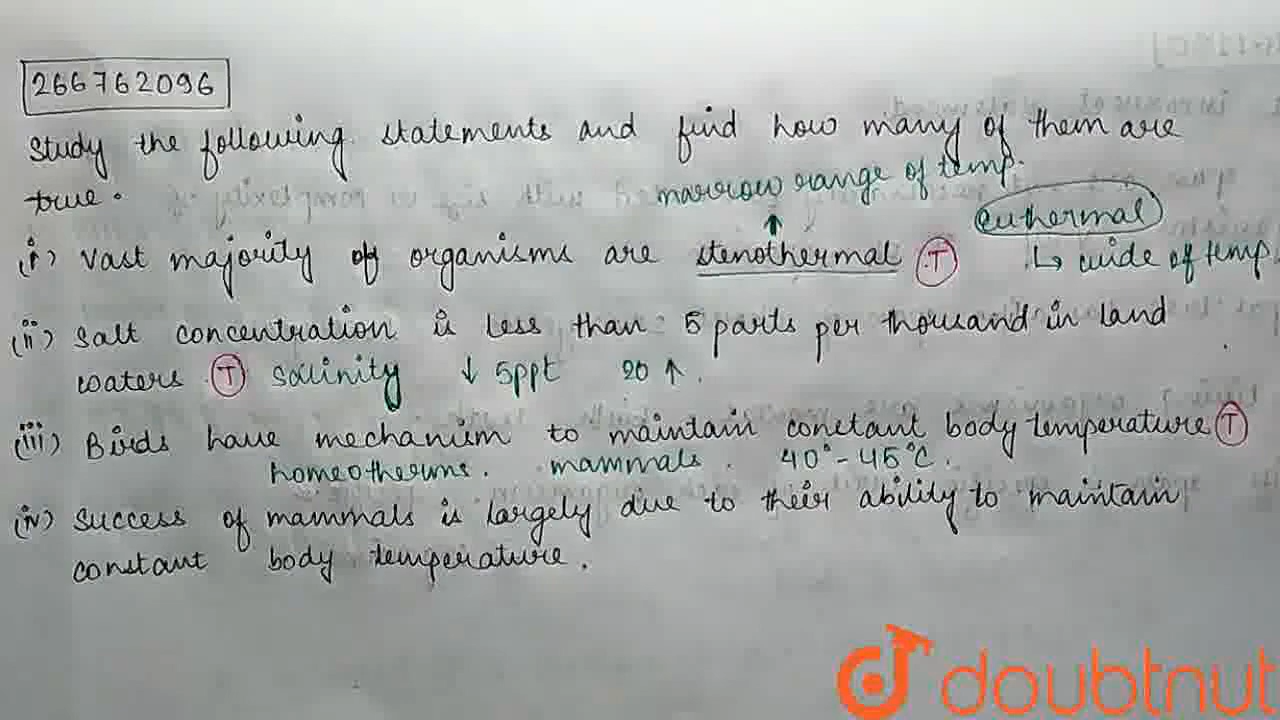 266762096
Study the following statements and find how many of them are
true.
narrow range of temp.
euthermal
(i) Vast majority of organisms are stenothermal T
↳ wide of temp.
(ii) Salt concentration is less than 5 parts per thousand in land
waters T salinity ↓ 5ppt 20 ↑.
(iii) Birds have mechanism to maintain constant body temperature T
homeotherms. mammals. 40° - 45°C.
(iv) Success of mammals is largely due to their ability to maintain
constant body temperature.
doubtnut